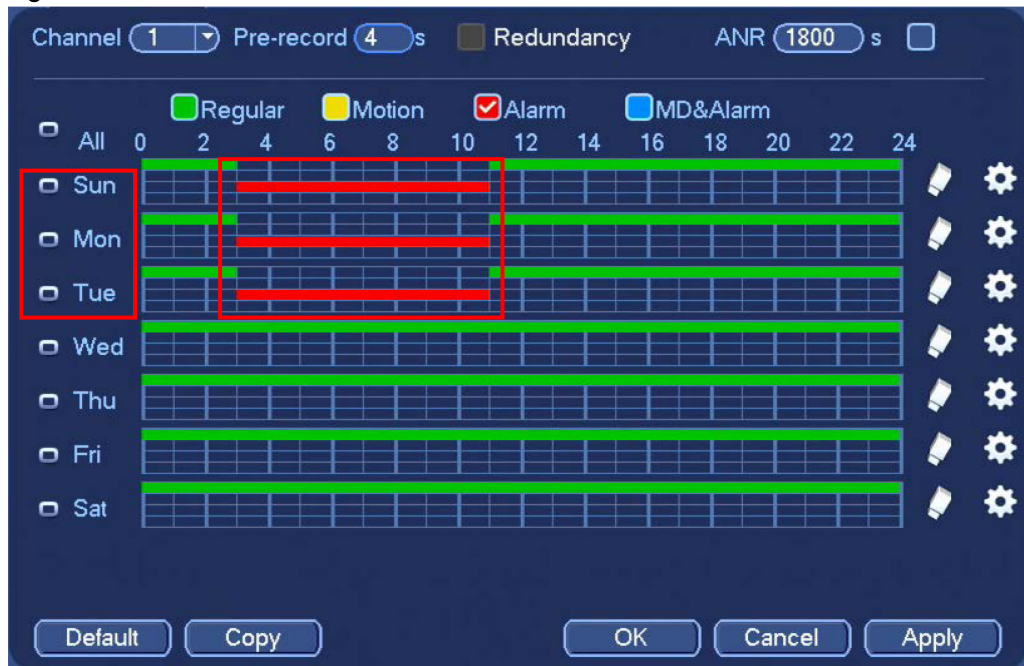 Channel 1 Pre-record 4 s Redundancy ANR 1800 s
Regular Motion Alarm MD&Alarm
All 0 2 4 6 8 10 12 14 16 18 20 22 24
Sun
Mon
Tue
Wed
Thu
Fri
Sat
Default Copy OK Cancel Apply